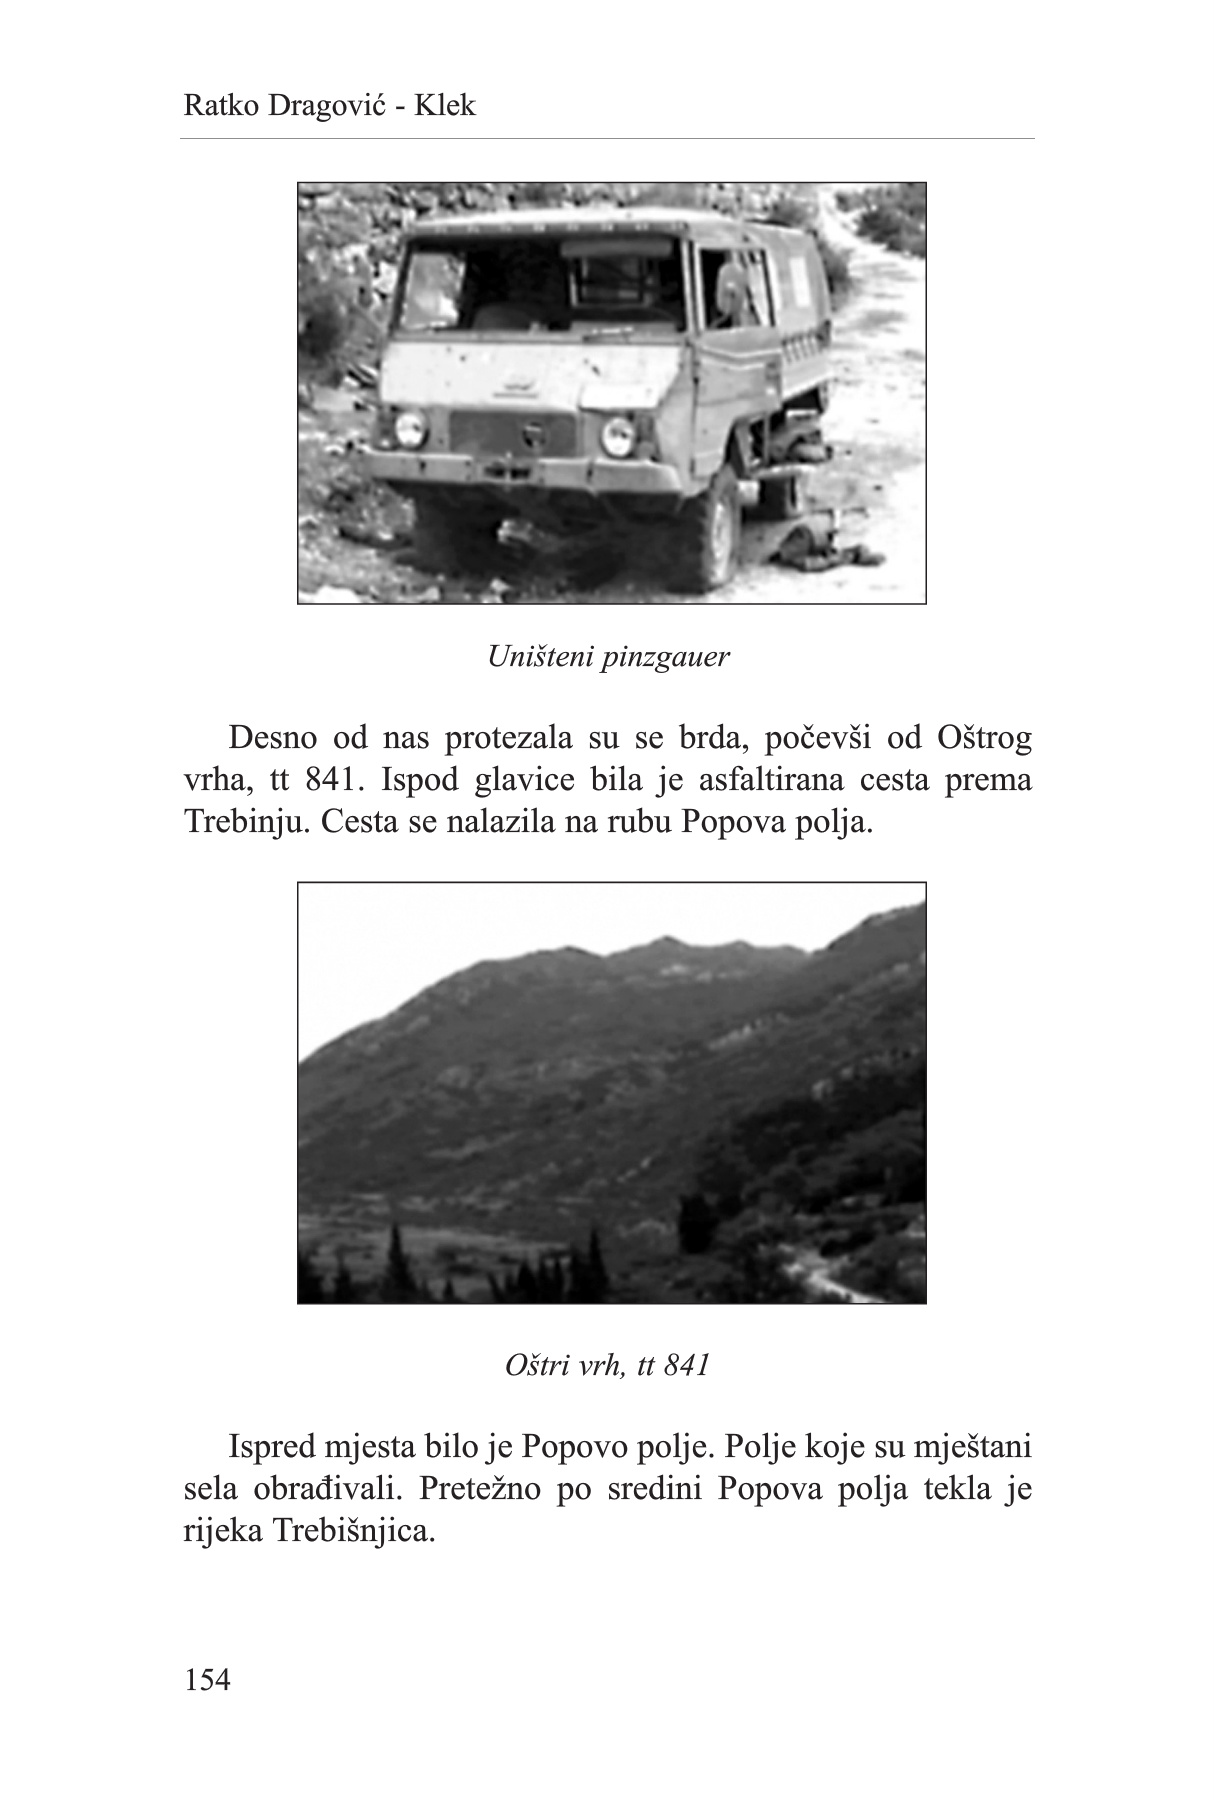 Ratko Dragović - Klek
Uništeni pinzgauer
Desno od nas protezala su se brda, počevši od Oštrog
vrha, tt 841. Ispod glavice bila je asfaltirana cesta prema
Trebinju. Cesta se nalazila na rubu Popova polja.
Oštri vrh, tt 841
Ispred mjesta bilo je Popovo polje. Polje koje su mještani
sela obrađivali. Pretežno po sredini Popova polja tekla je
rijeka Trebišnjica.
154